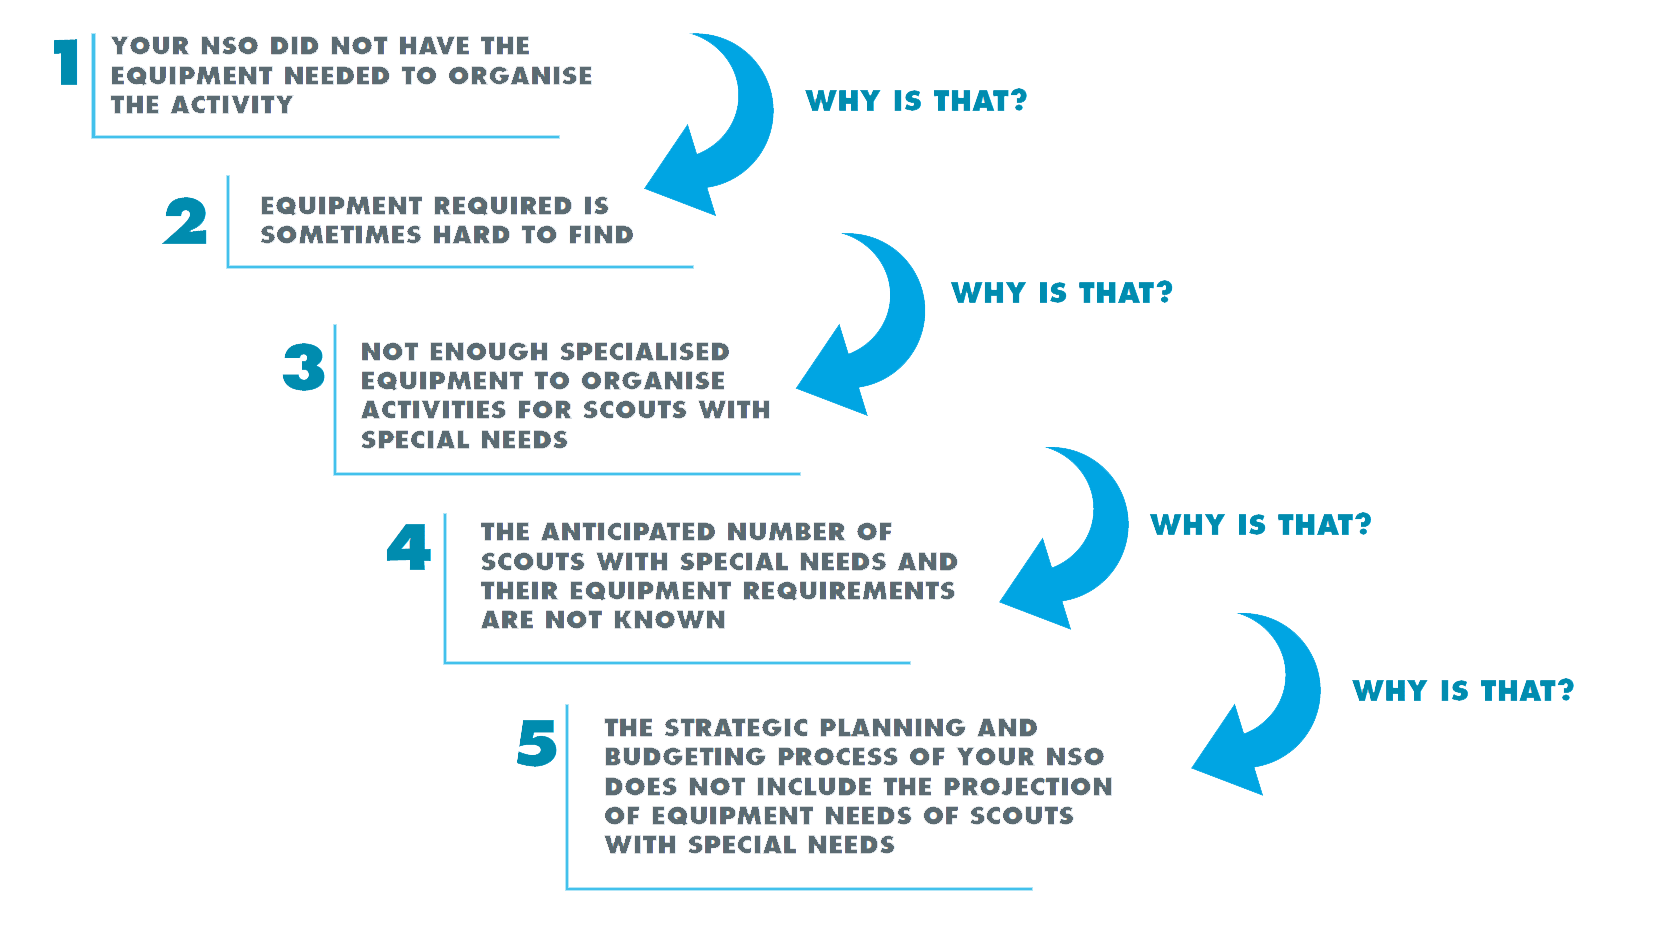 1
YOUR NSO DID NOT HAVE THE
EQUIPMENT NEEDED TO ORGANISE
THE ACTIVITY
WHY IS THAT?
2
EQUIPMENT REQUIRED IS
SOMETIMES HARD TO FIND
WHY IS THAT?
3
NOT ENOUGH SPECIALISED
EQUIPMENT TO ORGANISE
ACTIVITIES FOR SCOUTS WITH
SPECIAL NEEDS
WHY IS THAT?
4
THE ANTICIPATED NUMBER OF
SCOUTS WITH SPECIAL NEEDS AND
THEIR EQUIPMENT REQUIREMENTS
ARE NOT KNOWN
WHY IS THAT?
5
THE STRATEGIC PLANNING AND
BUDGETING PROCESS OF YOUR NSO
DOES NOT INCLUDE THE PROJECTION
OF EQUIPMENT NEEDS OF SCOUTS
WITH SPECIAL NEEDS